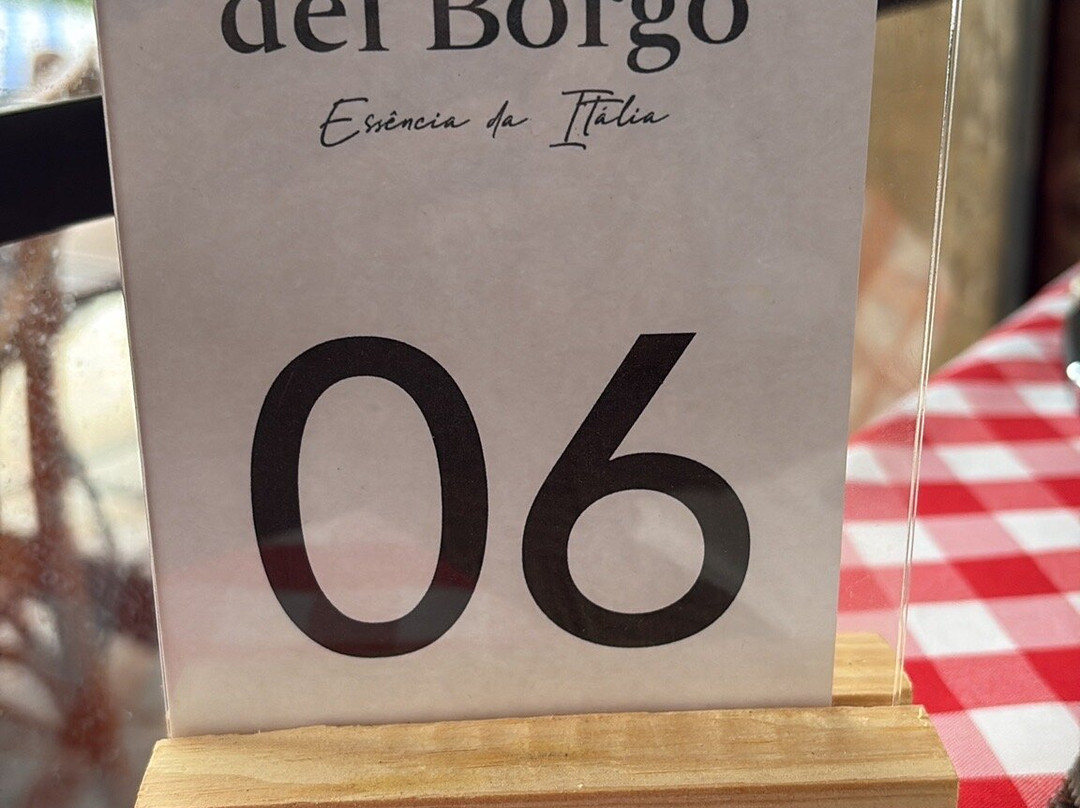 del Borgo
Essência da Itália
06